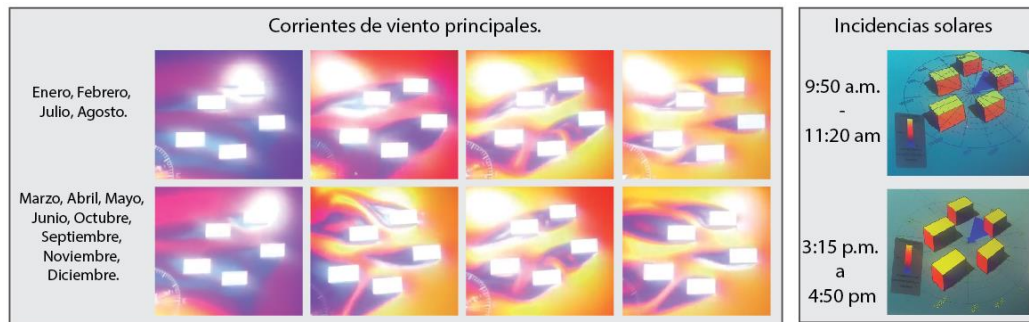 Corrientes de viento principales.
Enero, Febrero,
Julio, Agosto.
Marzo, Abril, Mayo,
Junio, Octubre,
Septiembre,
Noviembre,
Diciembre.
Incidencias solares
9:50 a.m.
-
11:20 am
3:15 p.m.
a
4:50 pm